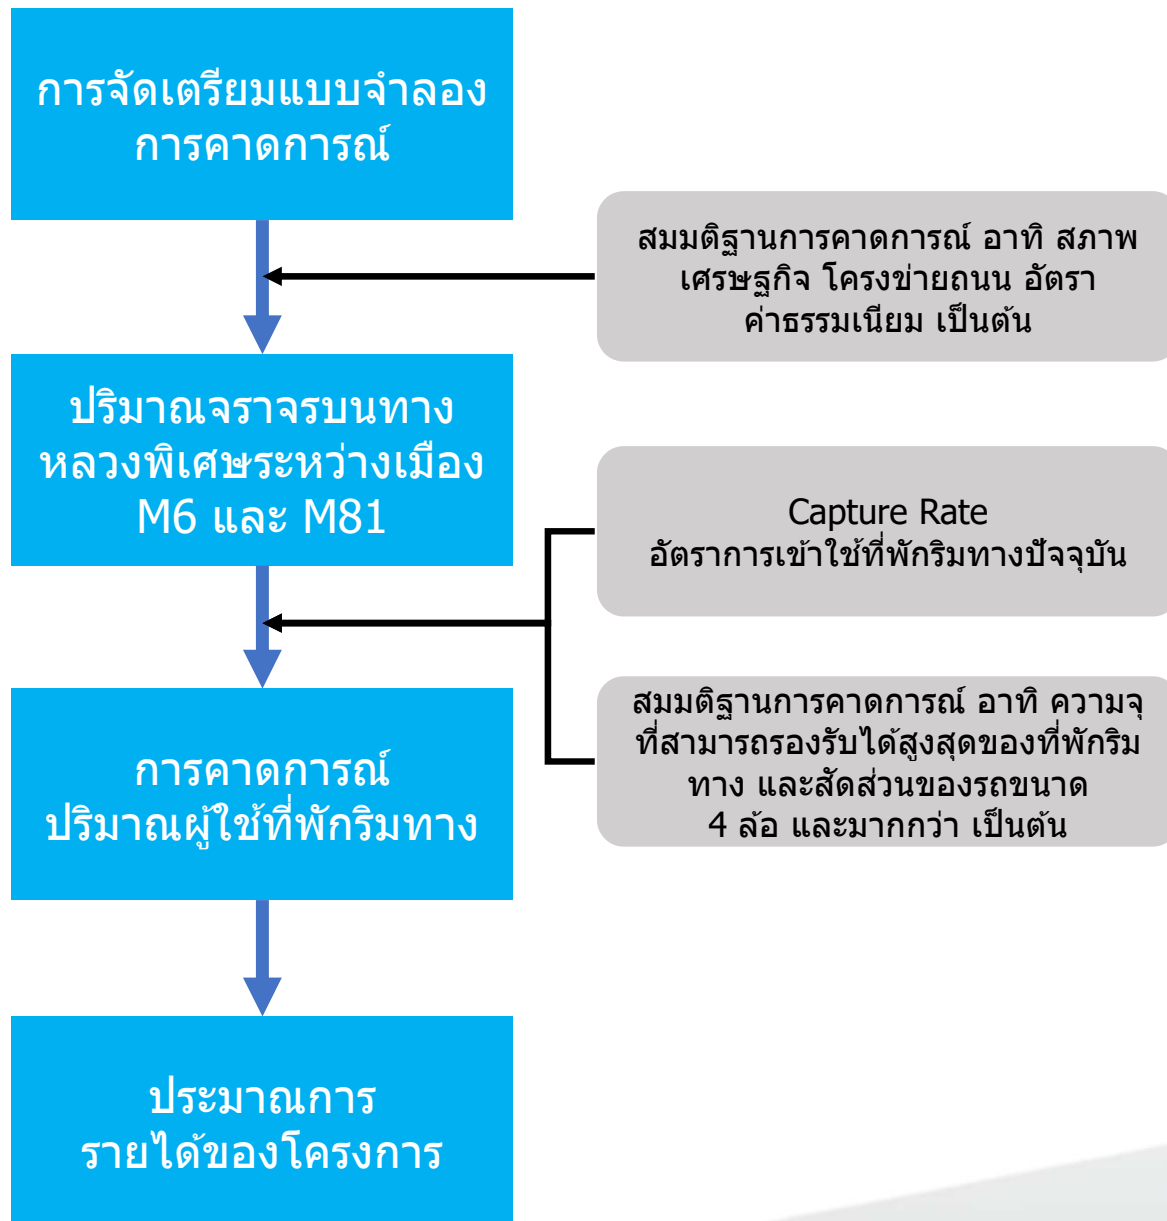 การจัดเตรียมแบบจำลอง
การคาดการณ์
สมมติฐานการคาดการณ์ อาทิ สภาพ
เศรษฐกิจ โครงข่ายถนน อัตรา
ค่าธรรมเนียม เป็นต้น
ปริมาณจราจรบนทาง
หลวงพิเศษระหว่างเมือง
M6 และ M81
Capture Rate
อัตราการเข้าใช้ที่พักริมทางปัจจุบัน
สมมติฐานการคาดการณ์ อาทิ ความจุ
ที่สามารถรองรับได้สูงสุดของที่พักริม
ทาง และสัดส่วนของรถขนาด
4 ล้อ และมากกว่า เป็นต้น
การคาดการณ์
ปริมาณผู้ใช้ที่พักริมทาง
ประมาณการ
รายได้ของโครงการ